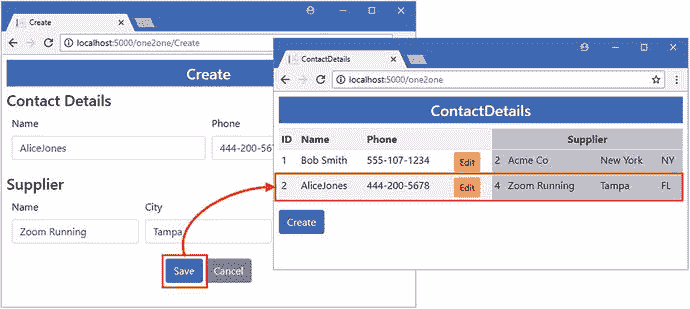 Create
localhost:5000/one2one/Create
Create
Contact Details
Name Phone
AliceJones 444-200-567
Supplier
Name City
Zoom Running Tampa
Save Cancel
ContactDetails
localhost:5000/one2one
ContactDetails
ID Name Phone Supplier
1 Bob Smith 555-107-1234 Edit 2 Acme Co New York NY
2 AliceJones 444-200-5678 Edit 4 Zoom Running Tampa FL
Create